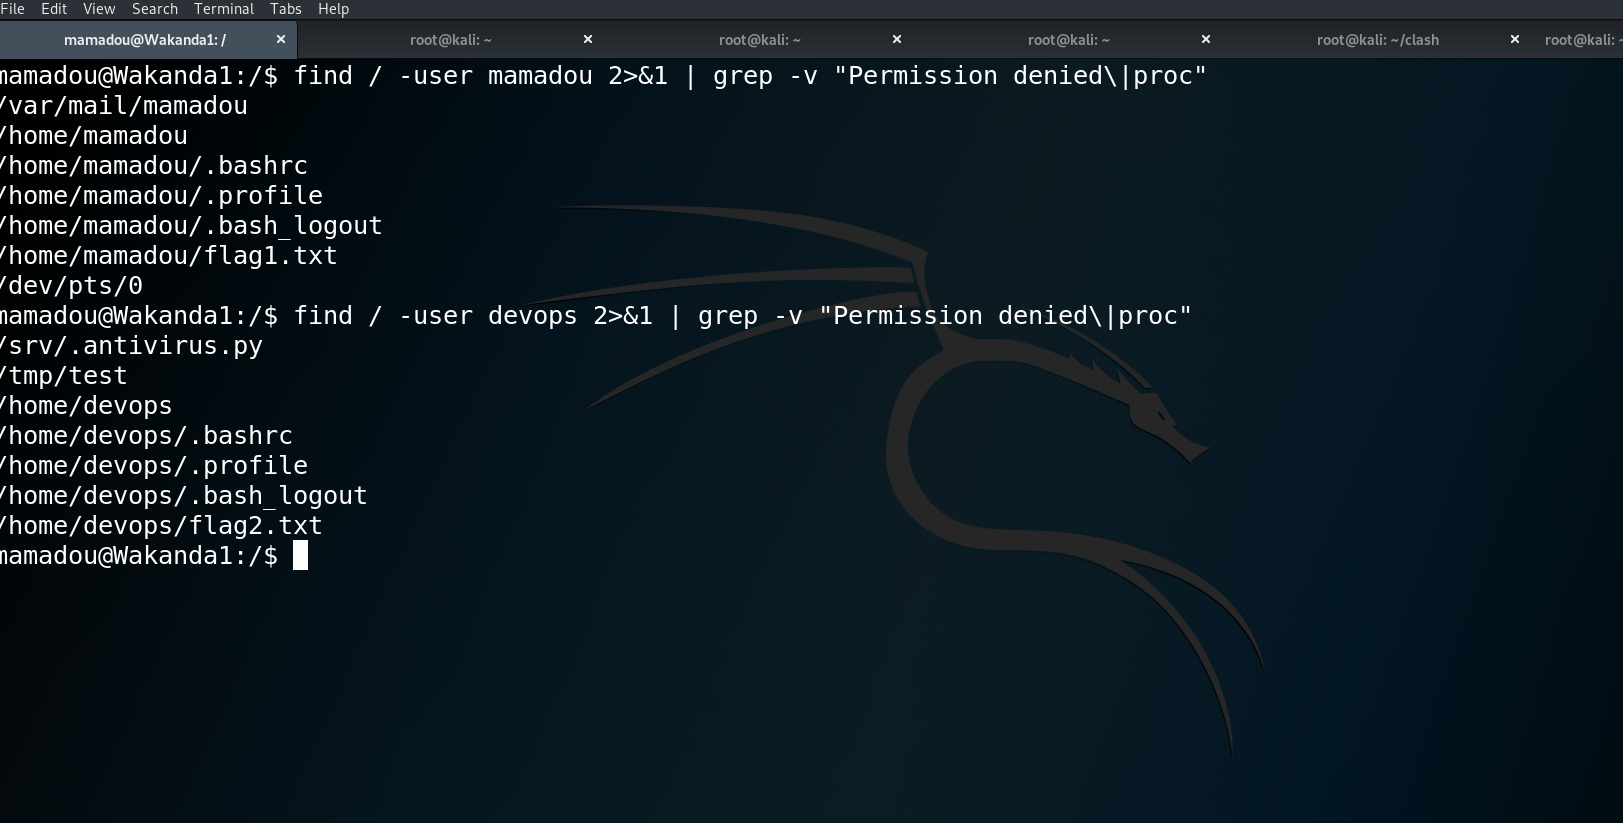 File Edit View Search Terminal Tabs Help
mamadou@Wakanda1: / × root@kali: ~ × root@kali: ~ × root@kali: ~ × root@kali: ~/clash × root@kali: ~
mamadou@Wakanda1:/$ find / -user mamadou 2>&1 | grep -v "Permission denied\|proc"
/var/mail/mamadou
/home/mamadou
/home/mamadou/.bashrc
/home/mamadou/.profile
/home/mamadou/.bash_logout
/home/mamadou/flag1.txt
/dev/pts/0
mamadou@Wakanda1:/$ find / -user devops 2>&1 | grep -v "Permission denied\|proc"
/srv/.antivirus.py
/tmp/test
/home/devops
/home/devops/.bashrc
/home/devops/.profile
/home/devops/.bash_logout
/home/devops/flag2.txt
mamadou@Wakanda1:/$